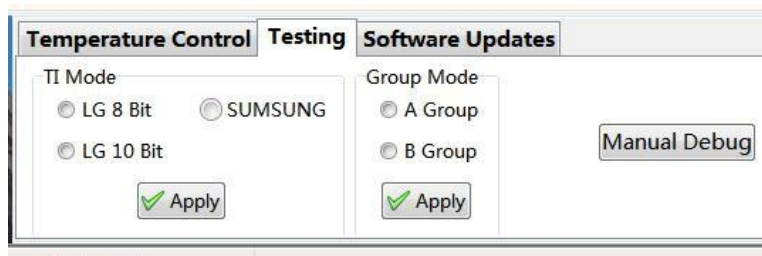 Temperature Control Testing Software Updates
TI Mode
LG 8 Bit SUMSUNG
LG 10 Bit
Apply
Group Mode
A Group
B Group
Apply
Manual Debug